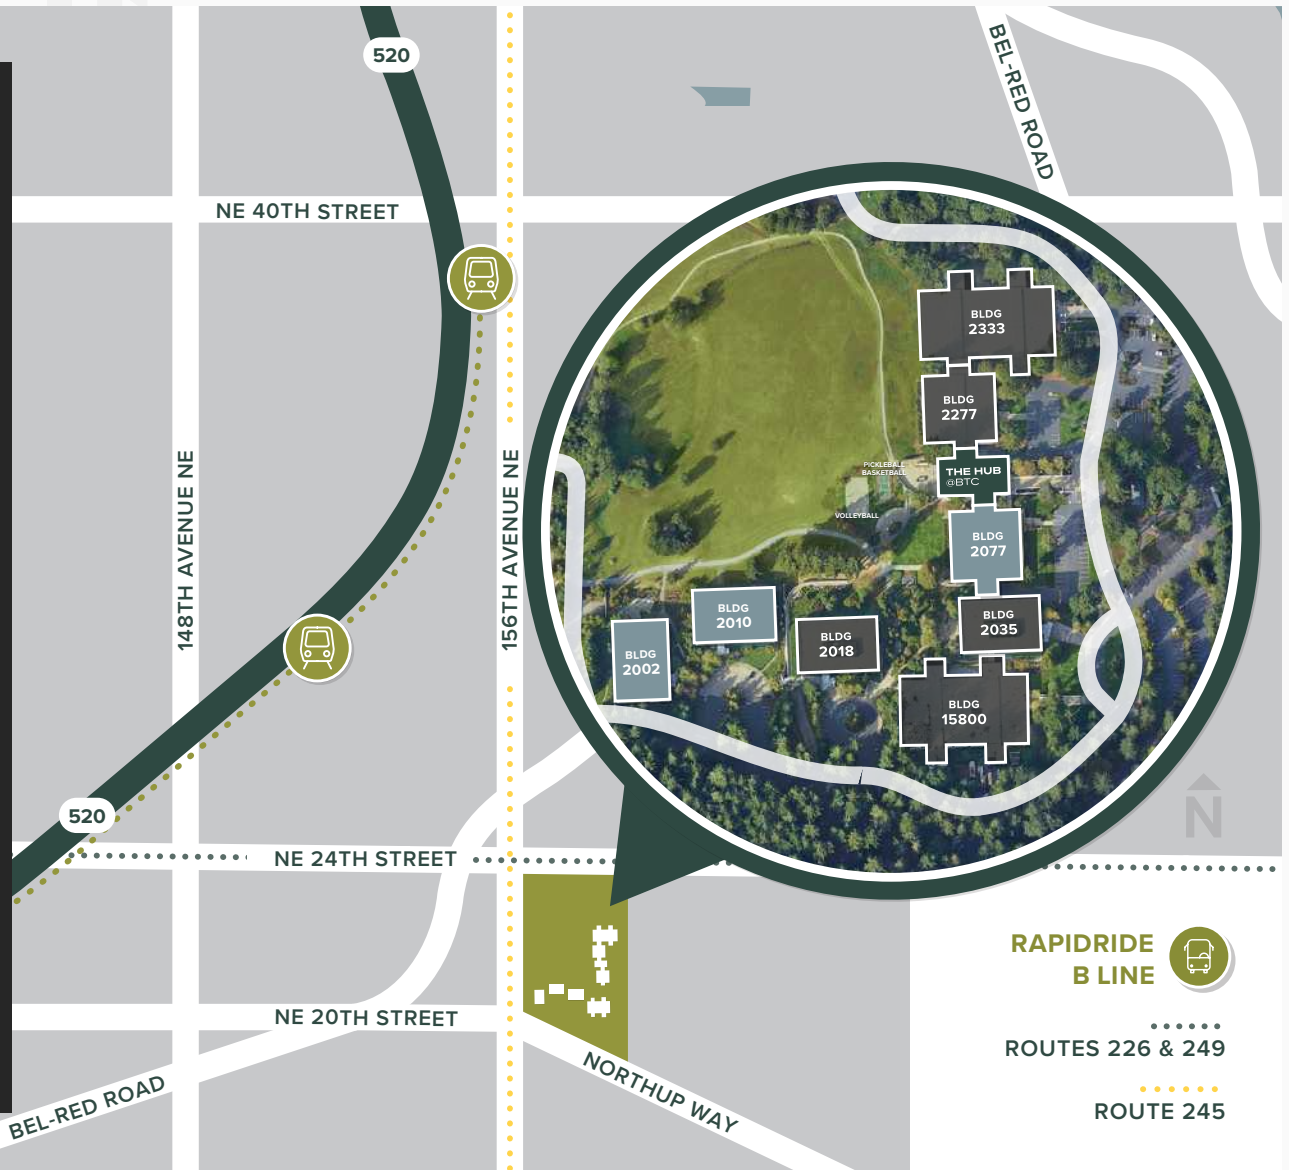 520
BEL-RED ROAD
NE 40TH STREET
BLDG
2333
BLDG
2277
PICKLEBALL
BASKETBALL
THE HUB
@BTC
VOLLEYBALL
148TH AVENUE NE
156TH AVENUE NE
BLDG
2077
BLDG
2010
BLDG
2035
BLDG
2018
BLDG
2002
BLDG
15800
520
N
NE 24TH STREET
RAPIDRIDE
B LINE
NE 20TH STREET
ROUTES 226 & 249
NORTHUP WAY
BEL-RED ROAD
ROUTE 245